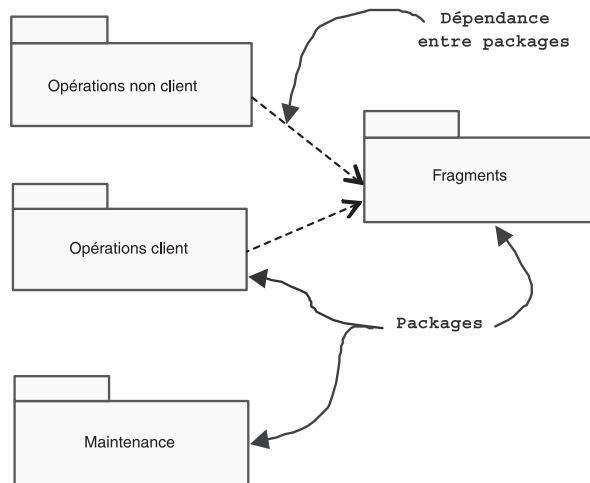 Dépendance
entre packages
Opérations non client
Fragments
Opérations client
Packages
Maintenance